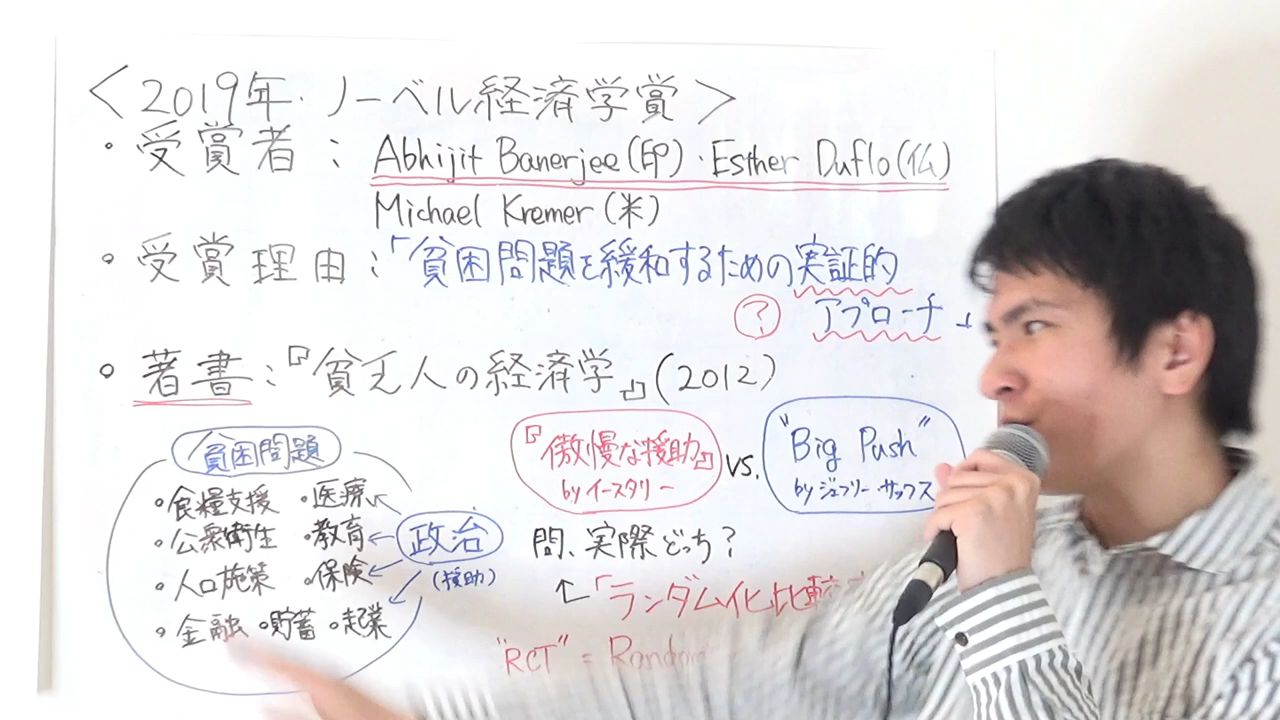 ＜2019年・ノーベル経済学賞＞
・受賞者：Abhijit Banerjee(印)・Esther Duflo(仏)
Michael Kremer(米)
・受賞理由：「貧困問題を緩和するための実証的
? アプローチ
・著書：『貧乏人の経済学』(2012)
貧困問題
・食糧支援 ・医療
・公衆衛生 ・教育
・人口施策 ・保険
・金融 ・貯蓄 ・起業
政治
(援助)
『傲慢な援助』
by イースタリー
vs.
"Big Push"
by ジェフリー・サックス
問、実際どっち？
「ランダム化比較
"RCT" = Random